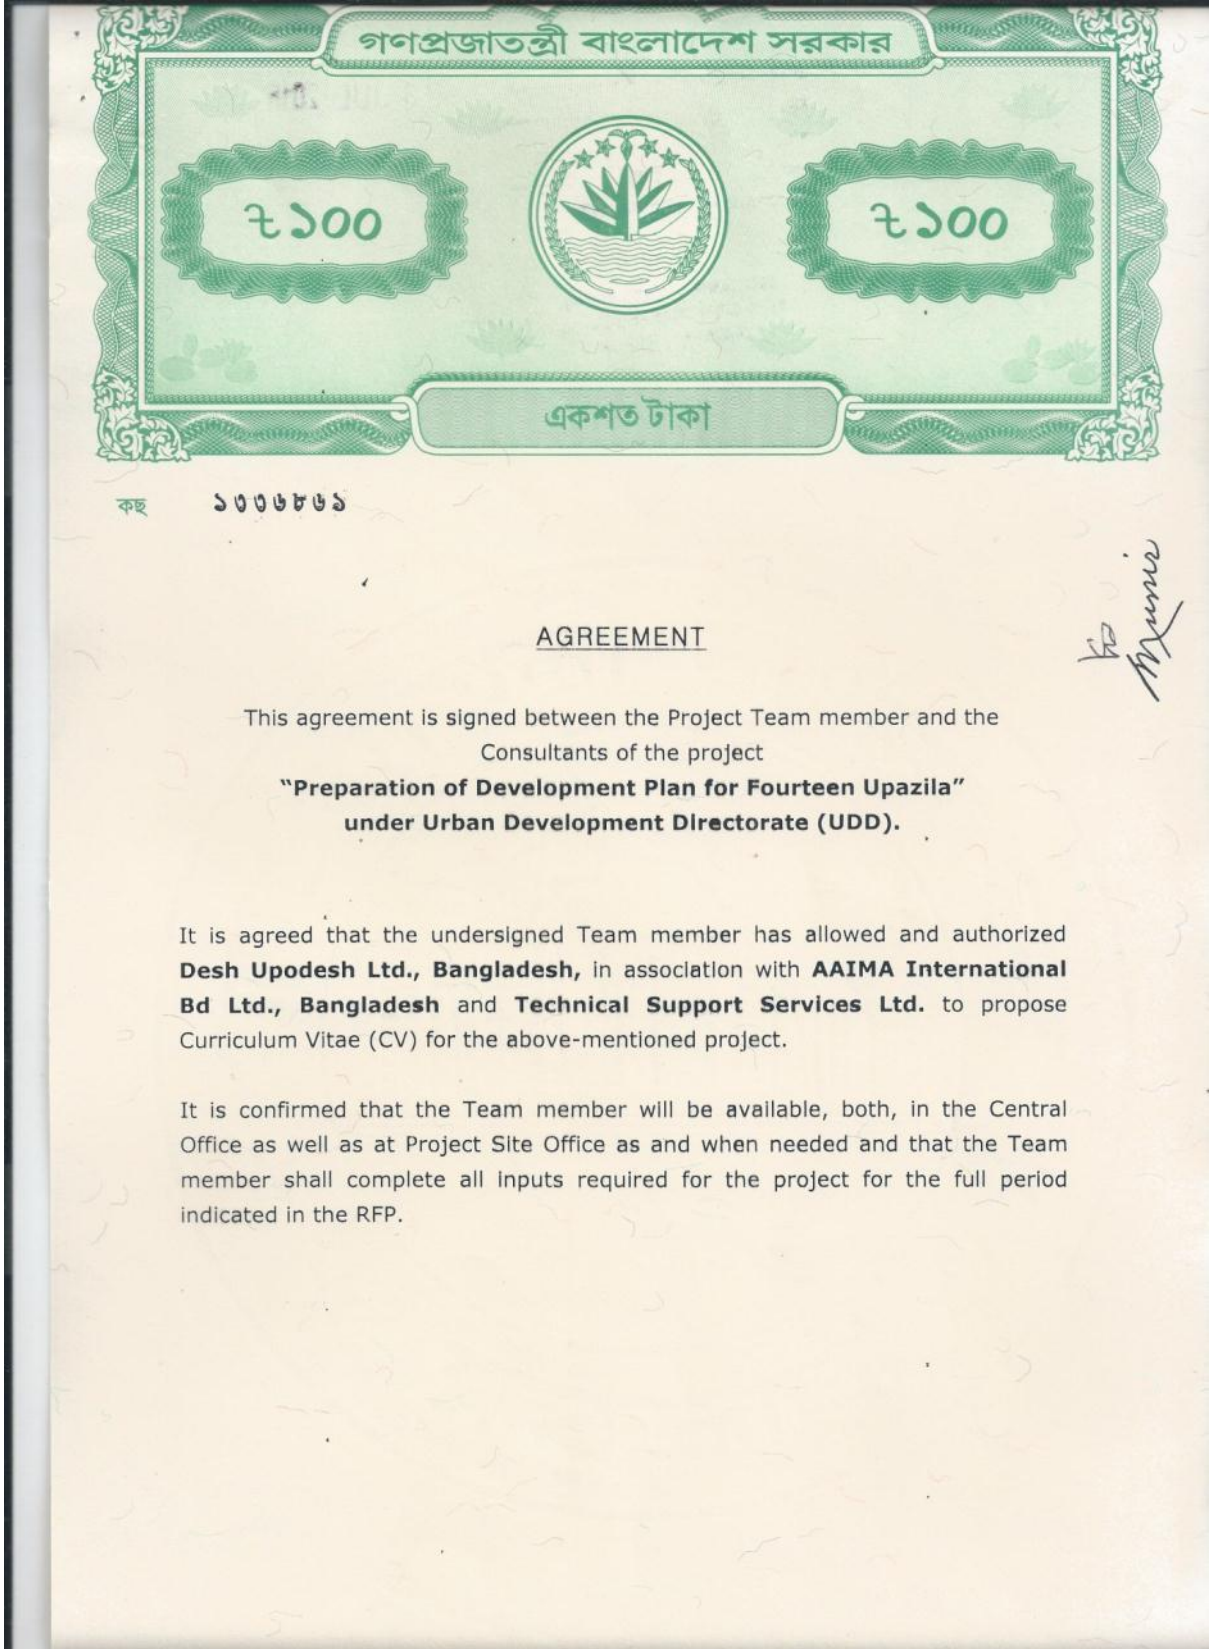 গণপ্রজাতন্ত্রী বাংলাদেশ সরকার
৳১০০
৳১০০
একশত টাকা
কছ ১৩৩৬৮৬১
AGREEMENT
This agreement is signed between the Project Team member and the
Consultants of the project
“Preparation of Development Plan for Fourteen Upazila”
under Urban Development Directorate (UDD).
It is agreed that the undersigned Team member has allowed and authorized
Desh Upodesh Ltd., Bangladesh, in association with AAIMA International
Bd Ltd., Bangladesh and Technical Support Services Ltd. to propose
Curriculum Vitae (CV) for the above-mentioned project.
It is confirmed that the Team member will be available, both, in the Central
Office as well as at Project Site Office as and when needed and that the Team
member shall complete all inputs required for the project for the full period
indicated in the RFP.